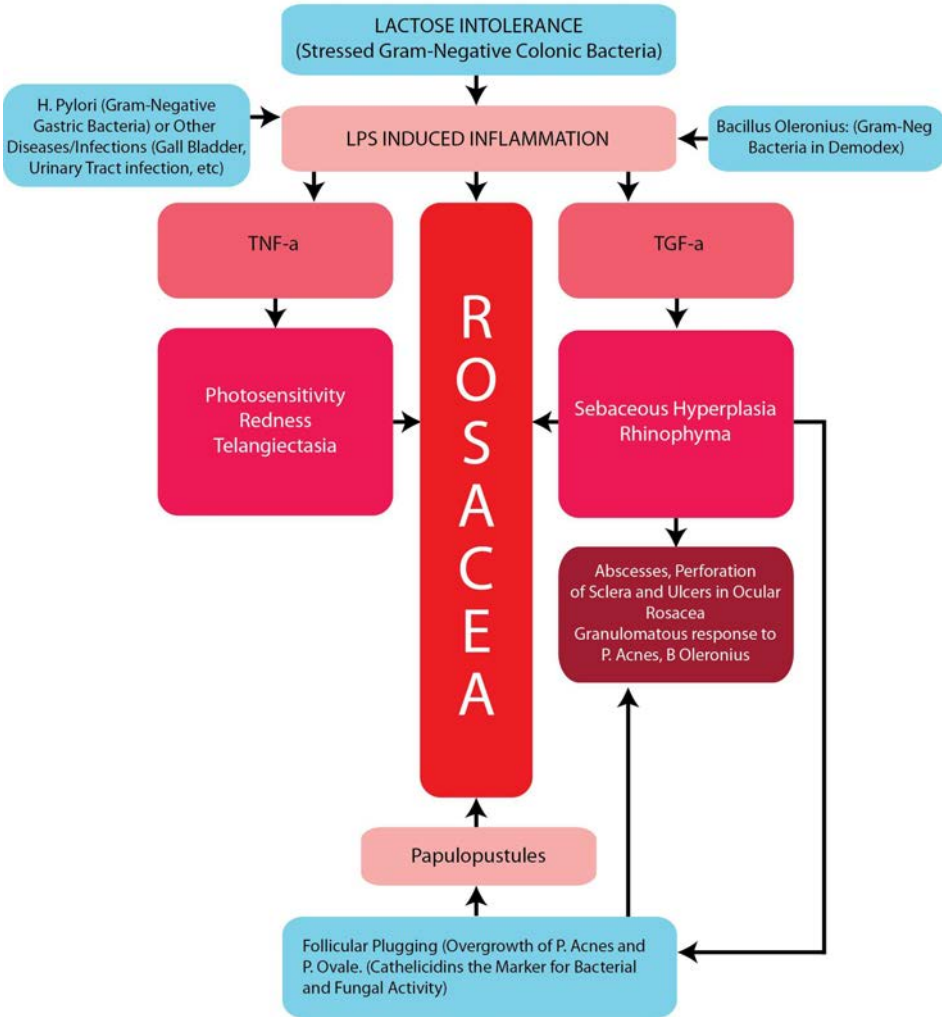 LACTOSE INTOLERANCE
(Stressed Gram-Negative Colonic Bacteria)
H. Pylori (Gram-Negative
Gastric Bacteria) or Other
Diseases/Infections (Gall Bladder,
Urinary Tract infection, etc)
LPS INDUCED INFLAMMATION
Bacillus Oleronius: (Gram-Neg
Bacteria in Demodex)
TNF-a
TGF-a
ROSACEA
Photosensitivity
Redness
Telangiectasia
Sebaceous Hyperplasia
Rhinophyma
Abscesses, Perforation
of Sclera and Ulcers in Ocular
Rosacea
Granulomatous response to
P. Acnes, B Oleronius
Papulopustules
Follicular Plugging (Overgrowth of P. Acnes and
P. Ovale. (Cathelicidins the Marker for Bacterial
and Fungal Activity)